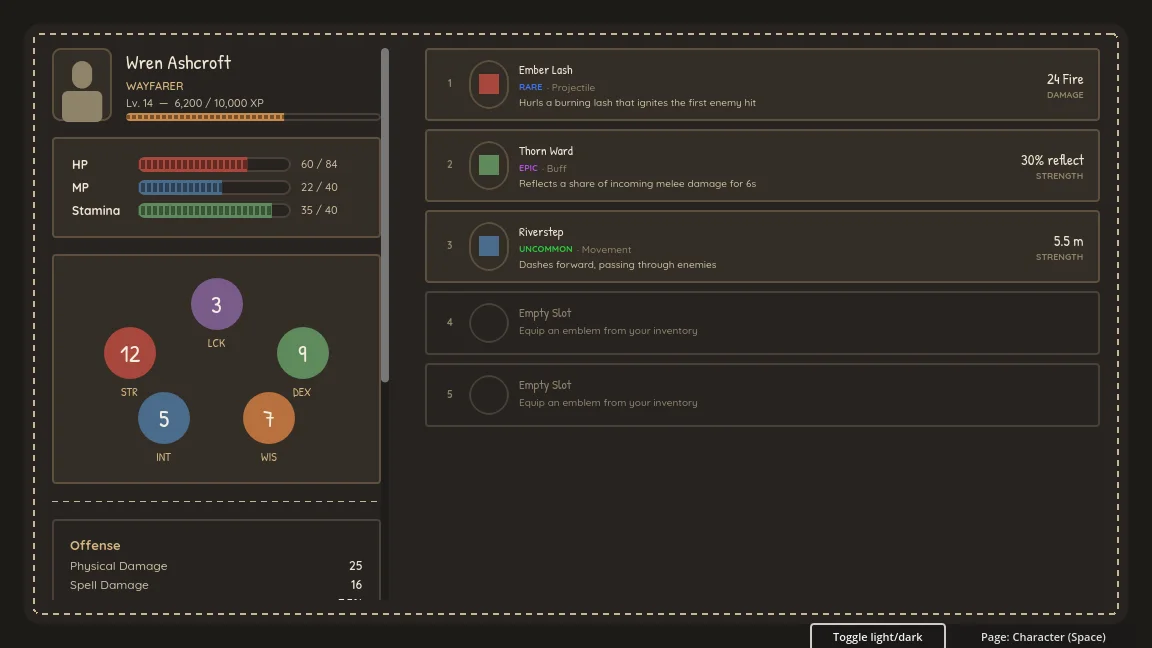 Wren Ashcroft
WAYFARER
Lv. 14 — 6,200 / 10,000 XP
HP 60 / 84
MP 22 / 40
Stamina 35 / 40
3
LCK
12
STR
9
DEX
5
INT
7
WIS
Offense
Physical Damage 25
Spell Damage 16
1
Ember Lash
RARE · Projectile
Hurls a burning lash that ignites the first enemy hit
24 Fire
DAMAGE
2
Thorn Ward
EPIC · Buff
Reflects a share of incoming melee damage for 6s
30% reflect
STRENGTH
3
Riverstep
UNCOMMON · Movement
Dashes forward, passing through enemies
5.5 m
STRENGTH
4
Empty Slot
Equip an emblem from your inventory
5
Empty Slot
Equip an emblem from your inventory
Toggle light/dark
Page: Character (Space)